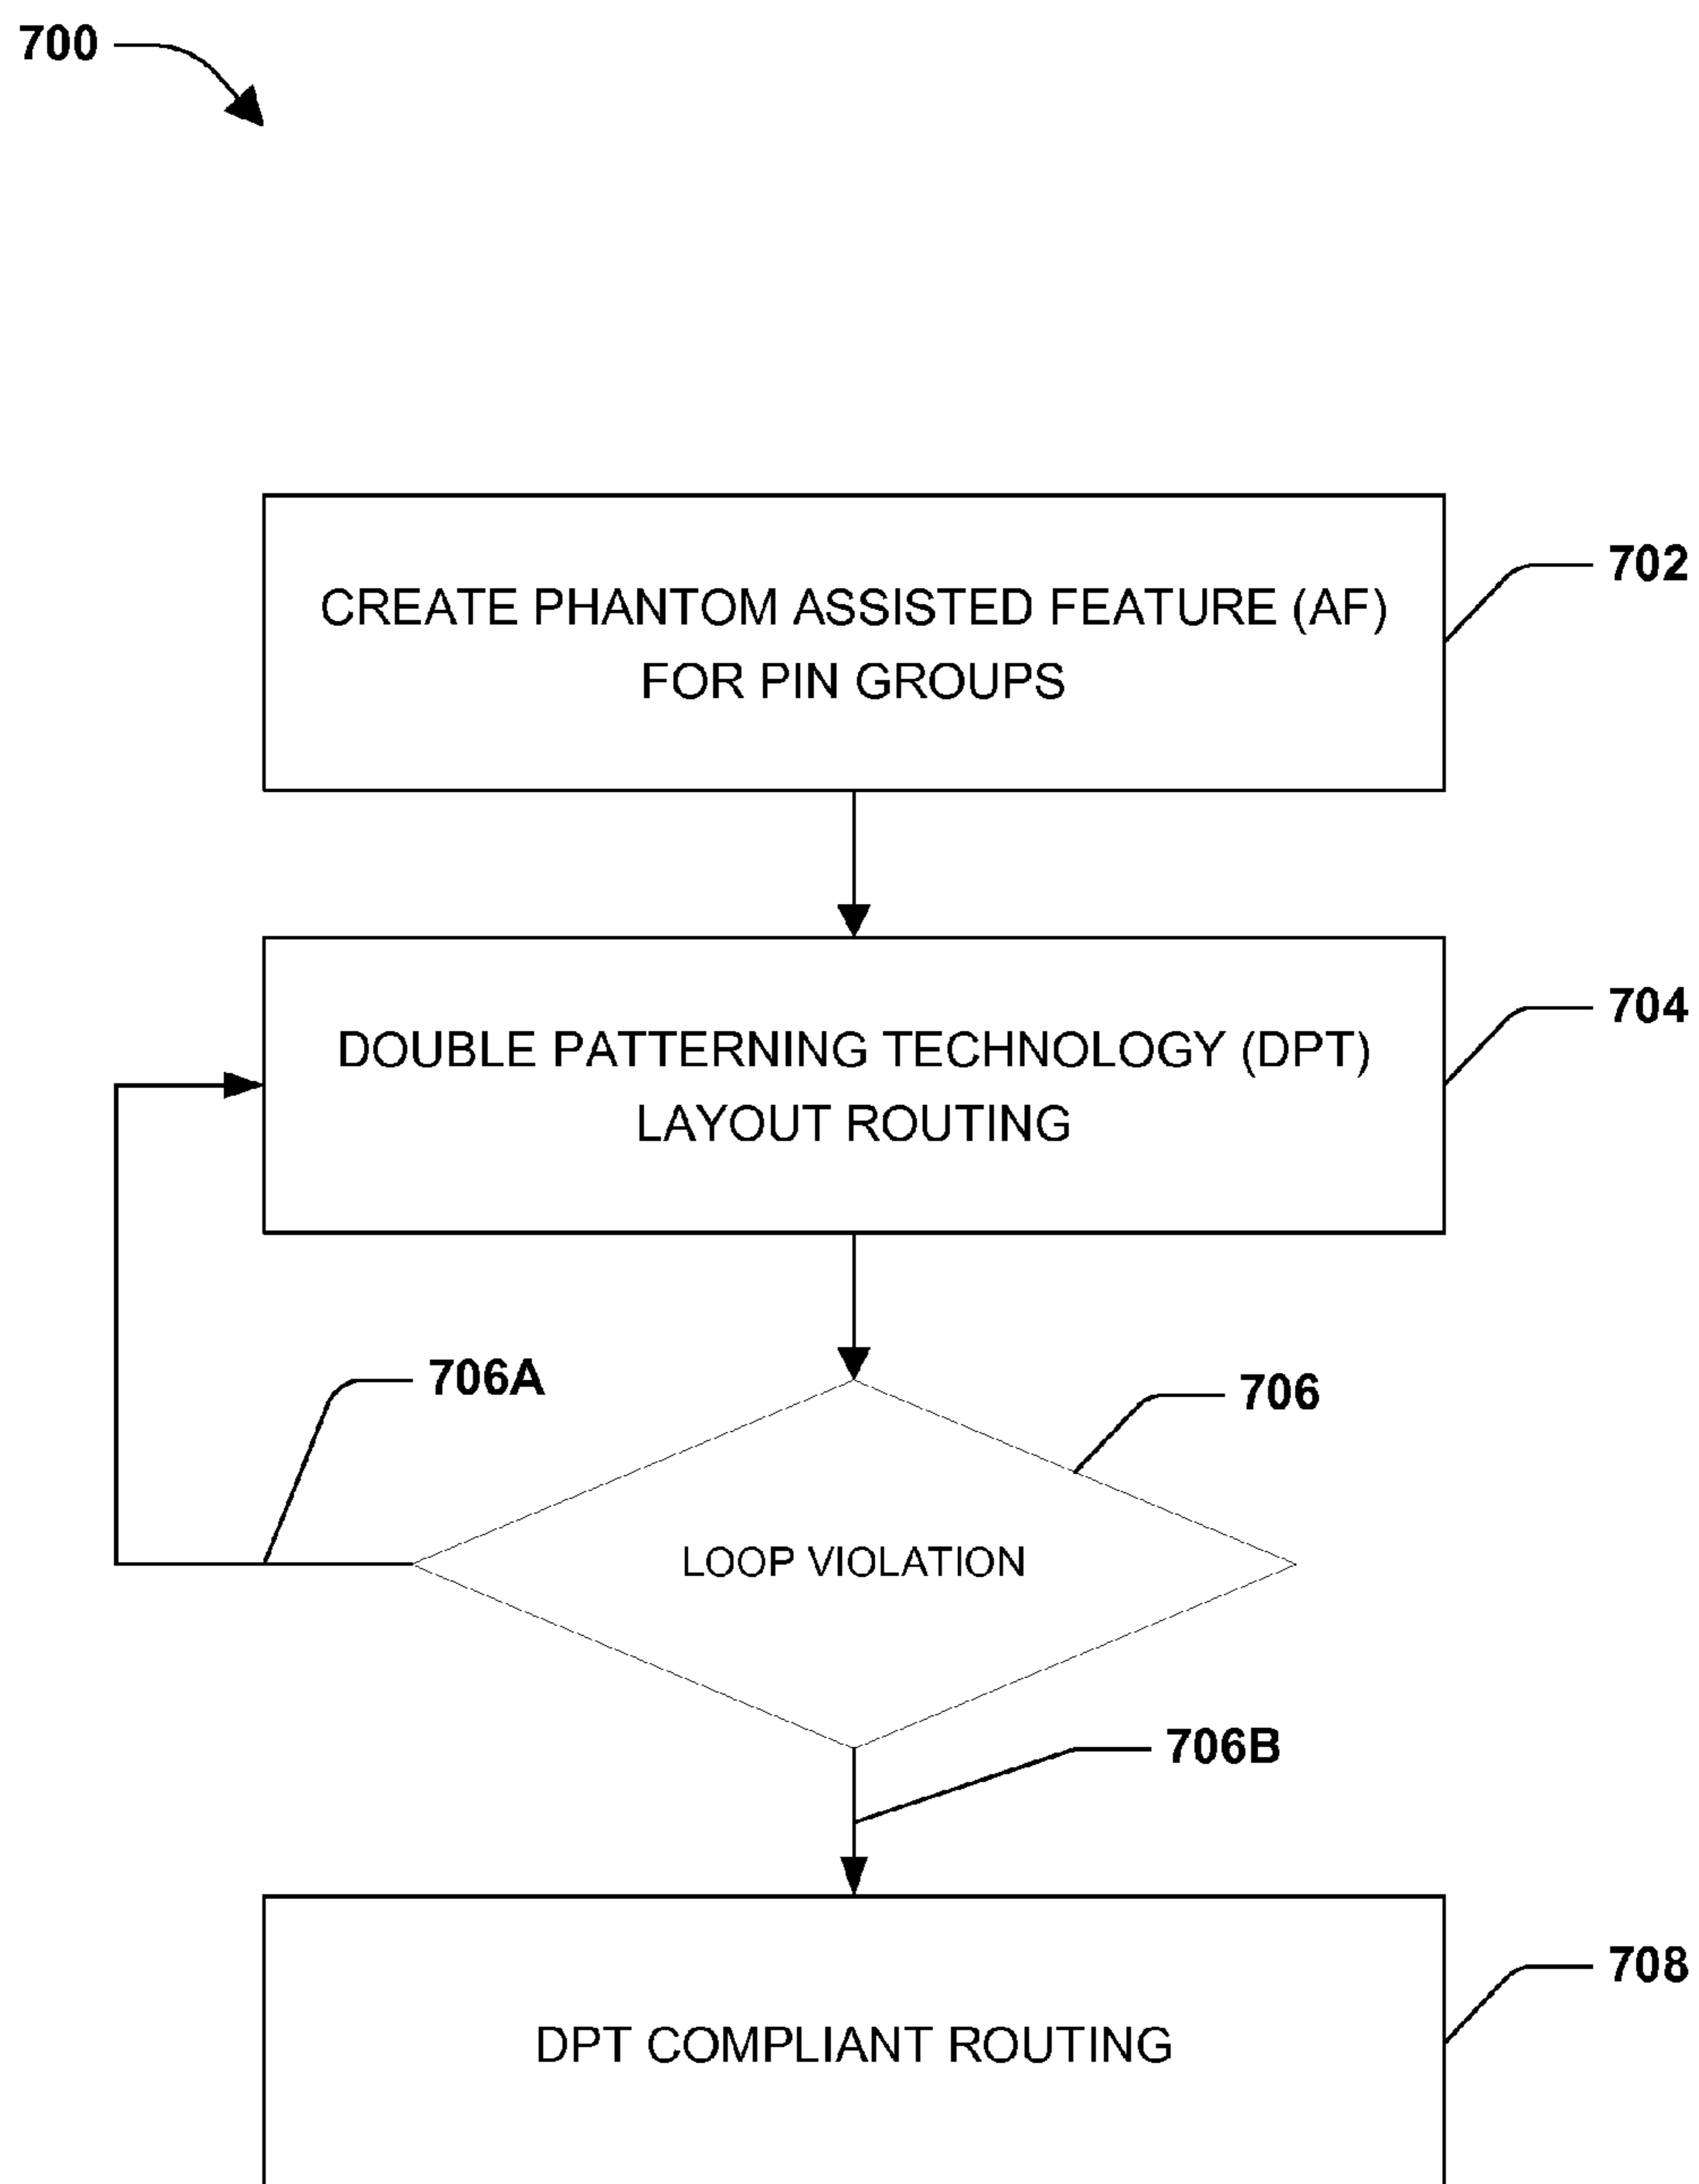 700
CREATE PHANTOM ASSISTED FEATURE (AF)
FOR PIN GROUPS
702
DOUBLE PATTERNING TECHNOLOGY (DPT)
LAYOUT ROUTING
704
706A
706
LOOP VIOLATION
706B
DPT COMPLIANT ROUTING
708